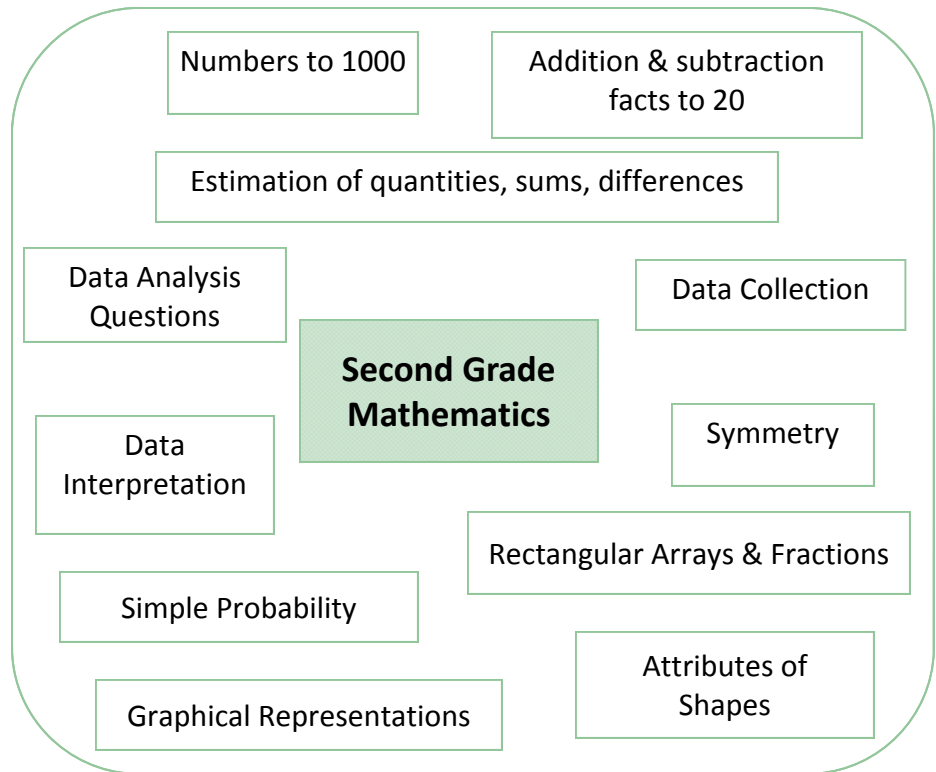 Numbers to 1000
Addition & subtraction
facts to 20
Estimation of quantities, sums, differences
Data Analysis
Questions
Data Collection
Second Grade
Mathematics
Data
Interpretation
Symmetry
Rectangular Arrays & Fractions
Simple Probability
Attributes of
Shapes
Graphical Representations